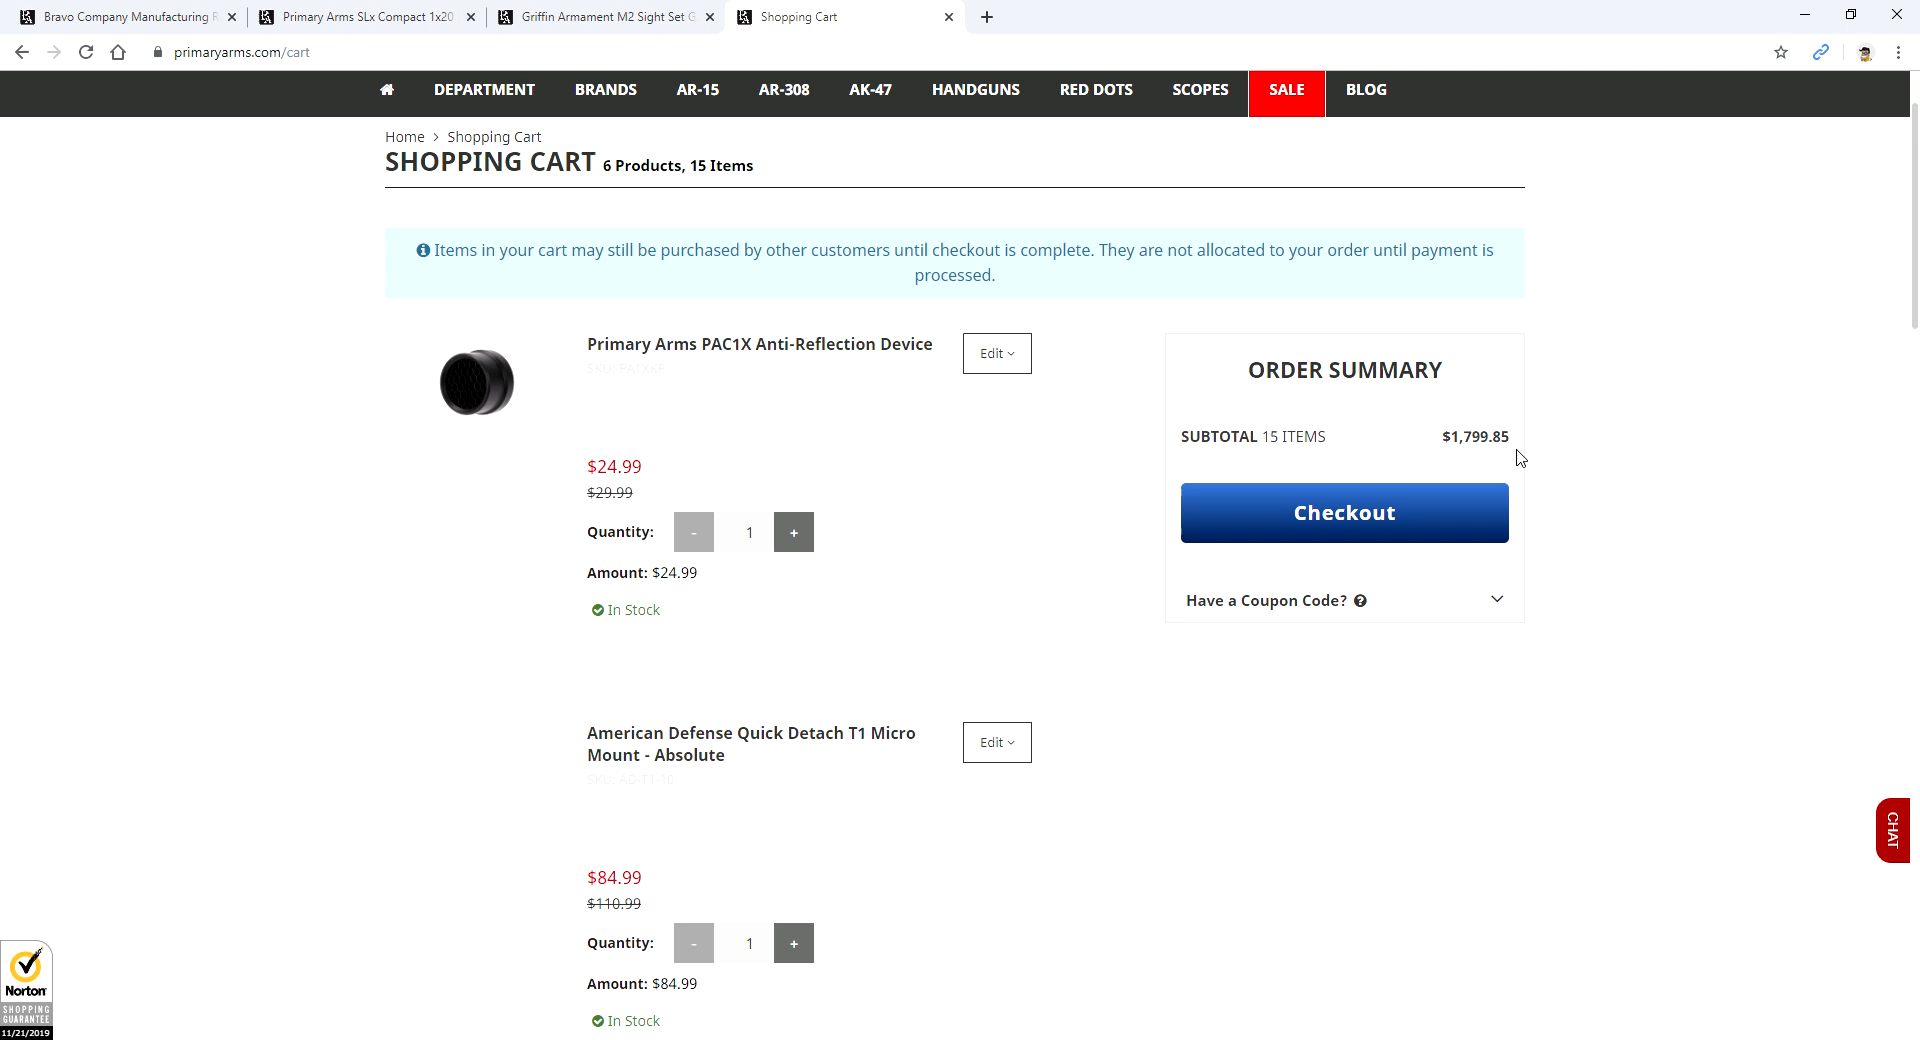 Bravo Company Manufacturing R
Primary Arms SLx Compact 1x20
Griffin Armament M2 Sight Set G
Shopping Cart
primaryarms.com/cart
DEPARTMENT BRANDS AR-15 AR-308 AK-47 HANDGUNS RED DOTS SCOPES SALE BLOG
Home > Shopping Cart
SHOPPING CART 6 Products, 15 Items
Items in your cart may still be purchased by other customers until checkout is complete. They are not allocated to your order until payment is
processed.
Primary Arms PAC1X Anti-Reflection Device
SKU: PA1XKF
Edit
$24.99
$29.99
Quantity: - 1 +
Amount: $24.99
In Stock
American Defense Quick Detach T1 Micro
Mount - Absolute
SKU: AD-T1-10
Edit
$84.99
$110.99
Quantity: - 1 +
Amount: $84.99
In Stock
ORDER SUMMARY
SUBTOTAL 15 ITEMS $1,799.85
Checkout
Have a Coupon Code? ?
CHAT
Norton
SHOPPING
GUARANTEE
11/21/2019